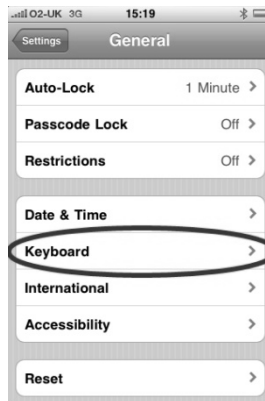 O2-UK 3G 15:19
Settings General
Auto-Lock 1 Minute
Passcode Lock Off
Restrictions Off
Date & Time
Keyboard
International
Accessibility
Reset